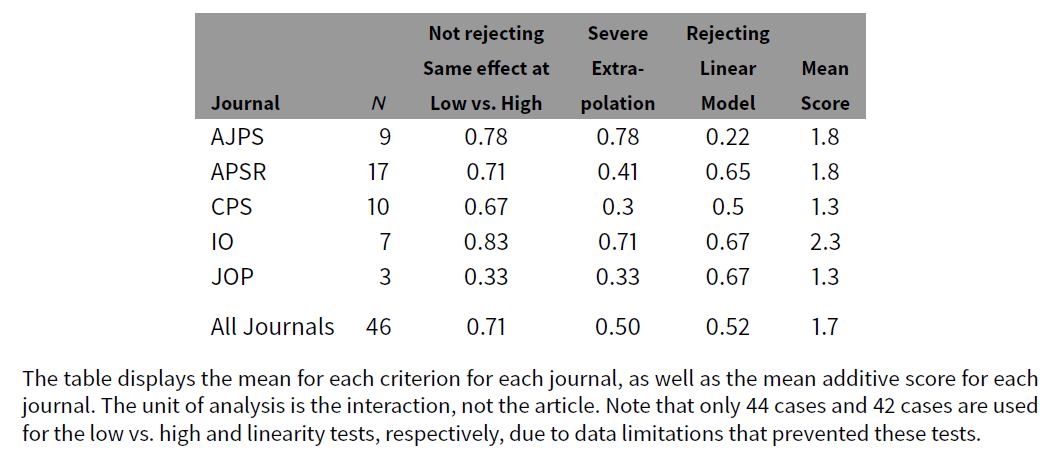 Not rejecting Severe Rejecting
Same effect at Extra- Linear Mean
Journal N Low vs. High polation Model Score
AJPS 9 0.78 0.78 0.22 1.8
APSR 17 0.71 0.41 0.65 1.8
CPS 10 0.67 0.3 0.5 1.3
IO 7 0.83 0.71 0.67 2.3
JOP 3 0.33 0.33 0.67 1.3
All Journals 46 0.71 0.50 0.52 1.7
The table displays the mean for each criterion for each journal, as well as the mean additive score for each
journal. The unit of analysis is the interaction, not the article. Note that only 44 cases and 42 cases are used
for the low vs. high and linearity tests, respectively, due to data limitations that prevented these tests.